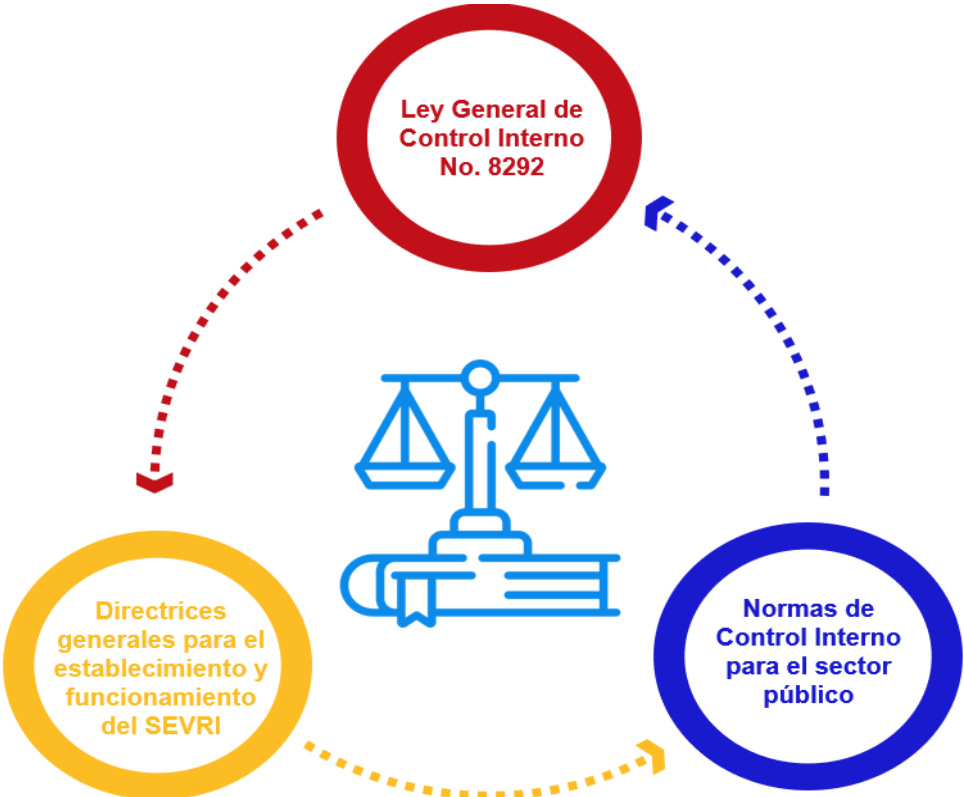 Ley General de
Control Interno
No. 8292
Directrices
generales para el
establecimiento y
funcionamiento
del SEVRI
Normas de
Control Interno
para el sector
público